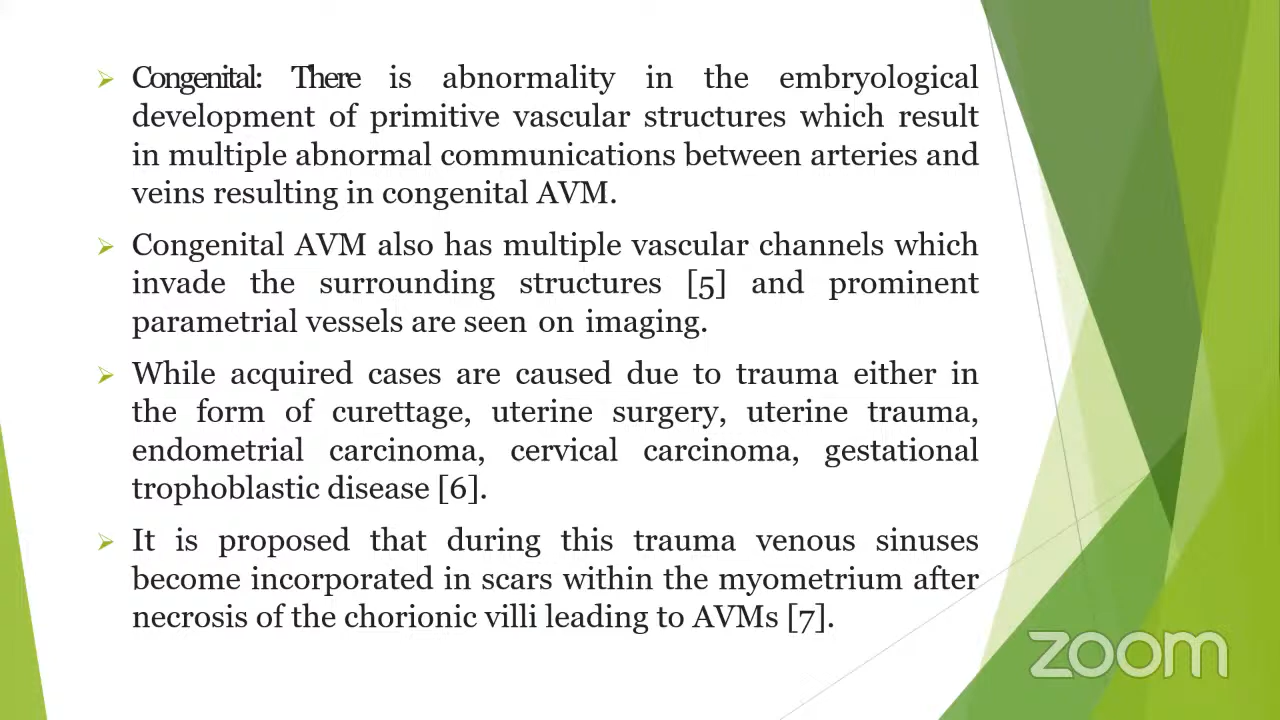 Congenital: There is abnormality in the embryological
development of primitive vascular structures which result
in multiple abnormal communications between arteries and
veins resulting in congenital AVM.
Congenital AVM also has multiple vascular channels which
invade the surrounding structures [5] and prominent
parametrial vessels are seen on imaging.
While acquired cases are caused due to trauma either in
the form of curettage, uterine surgery, uterine trauma,
endometrial carcinoma, cervical carcinoma, gestational
trophoblastic disease [6].
It is proposed that during this trauma venous sinuses
become incorporated in scars within the myometrium after
necrosis of the chorionic villi leading to AVMs [7].
zoom